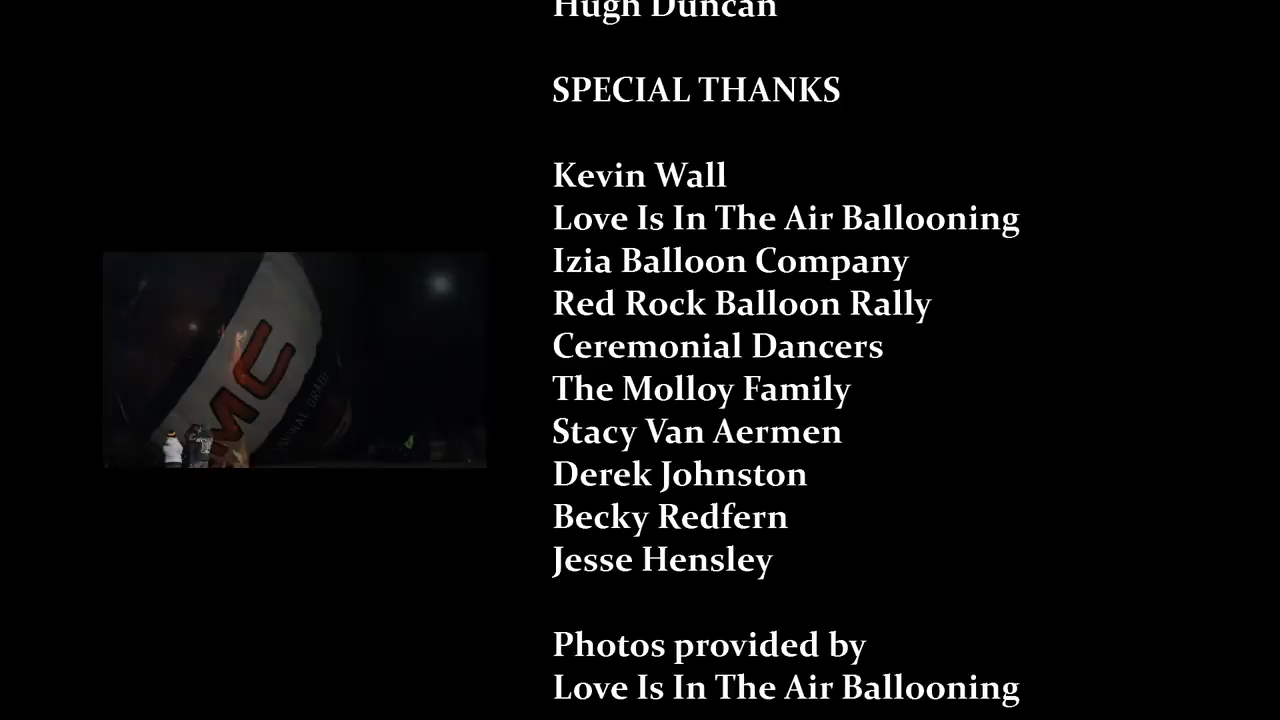 Hugh Duncan
SPECIAL THANKS
Kevin Wall
Love Is In The Air Ballooning
Izia Balloon Company
Red Rock Balloon Rally
Ceremonial Dancers
The Molloy Family
Stacy Van Aermen
Derek Johnston
Becky Redfern
Jesse Hensley
Photos provided by
Love Is In The Air Ballooning
MC